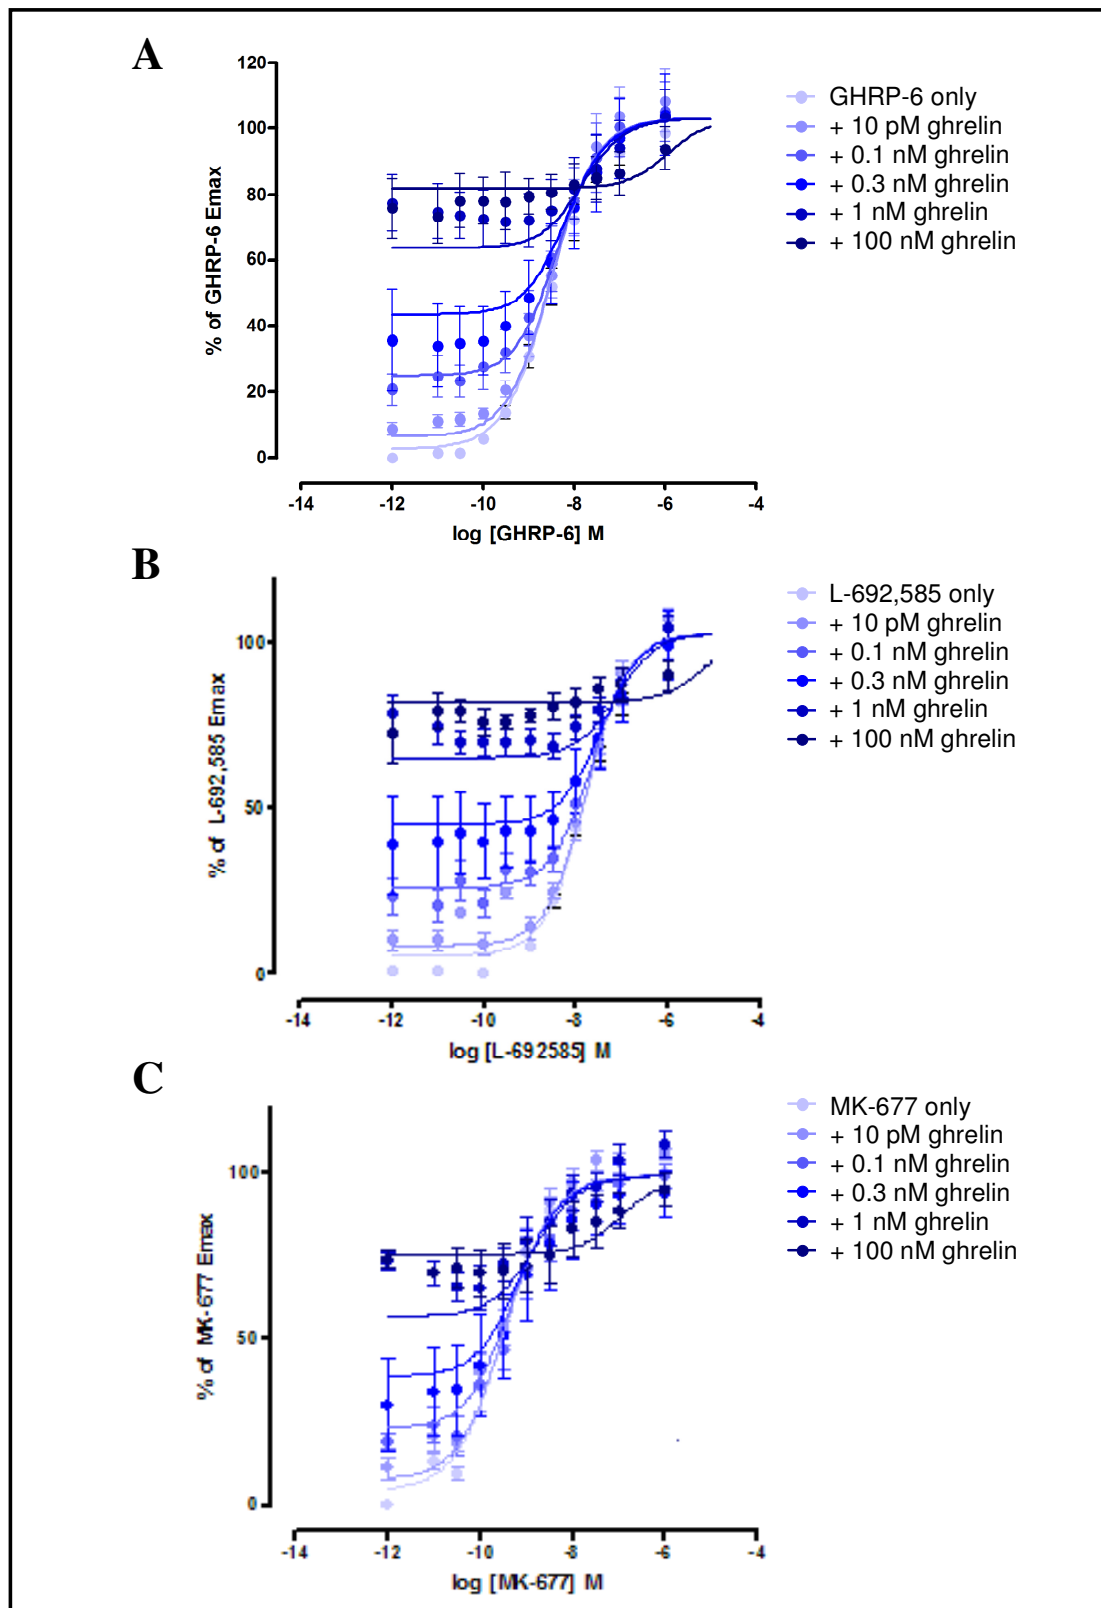 A
120
100
80
60
40
20
0
% of GHRP-6 Emax
-14 -12 -10 -8 -6 -4
log [GHRP-6] M
GHRP-6 only
+ 10 pM ghrelin
+ 0.1 nM ghrelin
+ 0.3 nM ghrelin
+ 1 nM ghrelin
+ 100 nM ghrelin
B
100
50
0
% of L-692,585 Emax
-14 -12 -10 -8 -6 -4
log [L-692585] M
L-692,585 only
+ 10 pM ghrelin
+ 0.1 nM ghrelin
+ 0.3 nM ghrelin
+ 1 nM ghrelin
+ 100 nM ghrelin
C
100
50
0
% of MK-677 Emax
-14 -12 -10 -8 -6 -4
log [MK-677] M
MK-677 only
+ 10 pM ghrelin
+ 0.1 nM ghrelin
+ 0.3 nM ghrelin
+ 1 nM ghrelin
+ 100 nM ghrelin